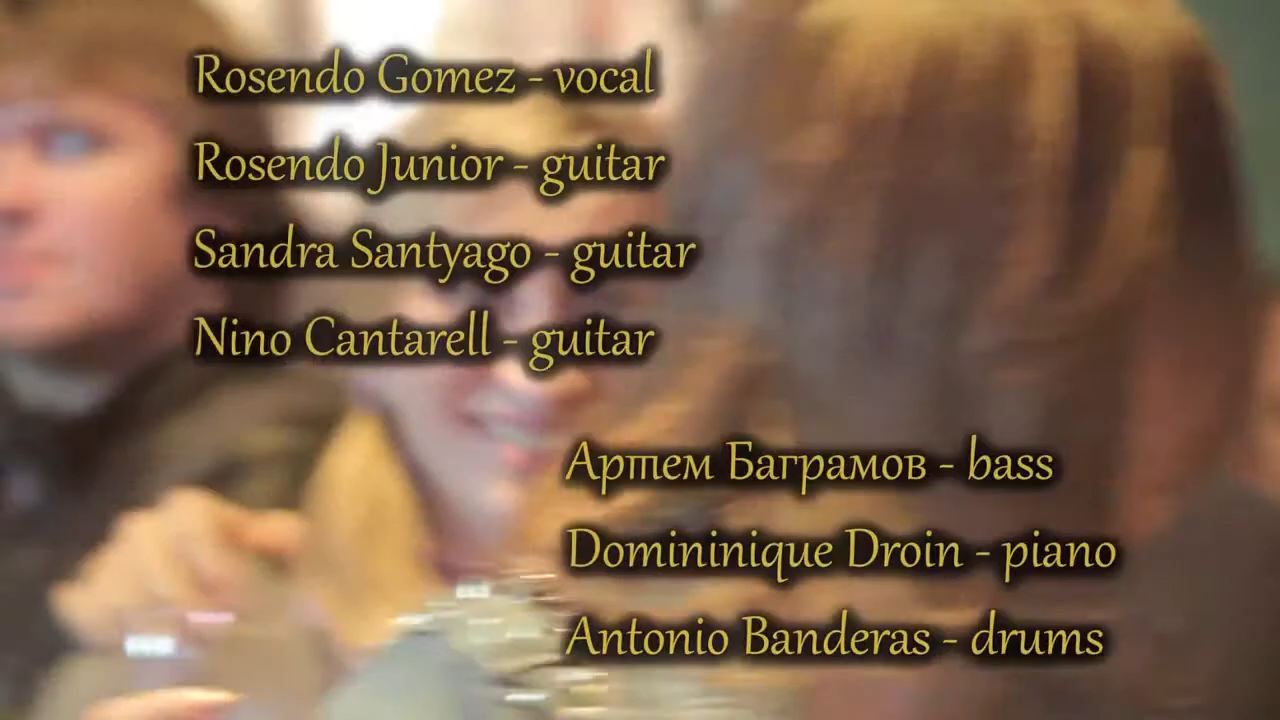 Rosendo Gomez - vocal
Rosendo Junior - guitar
Sandra Santyago - guitar
Nino Cantarell - guitar
Артем Баграмов - bass
Domininique Droin - piano
Antonio Banderas - drums